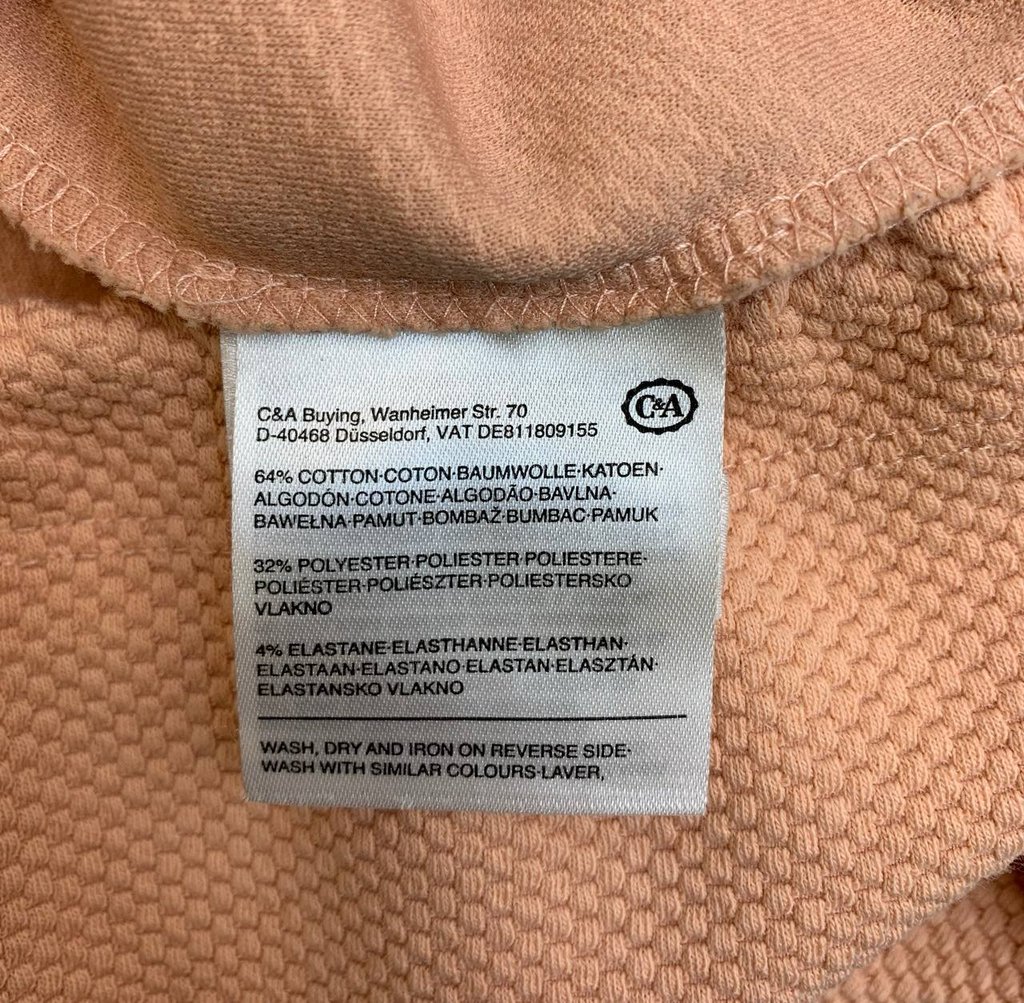 C&A Buying, Wanheimer Str. 70
D-40468 Düsseldorf, VAT DE811809155
C&A
64% COTTON·COTON·BAUMWOLLE·KATOEN·
ALGODÓN·COTONE·ALGODÃO·BAVLNA·
BAWEŁNA·PAMUT·BOMBAŽ·BUMBAC·PAMUK
32% POLYESTER·POLIESTER·POLIESTERE·
POLIÉSTER·POLIÉSZTER·POLIESTERSKO
VLAKNO
4% ELASTANE·ELASTHANNE·ELASTHAN·
ELASTAAN·ELASTANO·ELASTAN·ELASZTÁN·
ELASTANSKO VLAKNO
WASH, DRY AND IRON ON REVERSE SIDE·
WASH WITH SIMILAR COLOURS·LAVER,